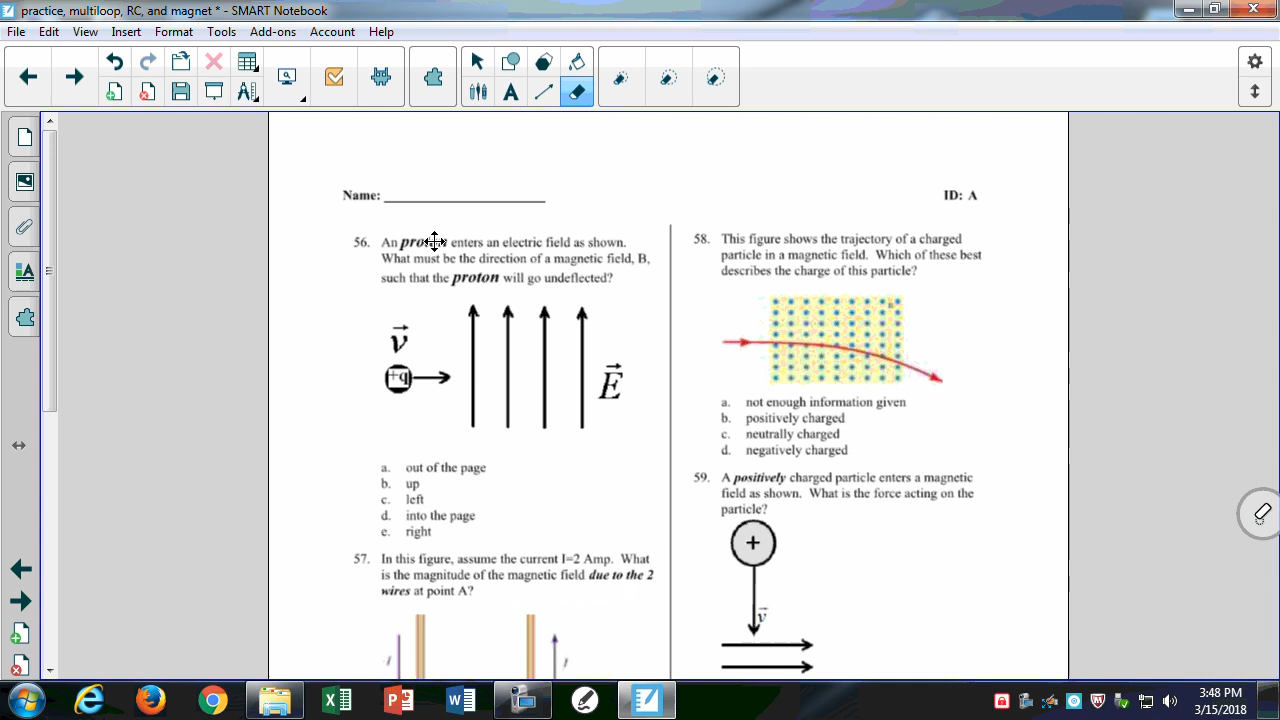 practice, multiloop, RC, and magnet * - SMART Notebook
File Edit View Insert Format Tools Add-ons Account Help
Name:
ID: A
56. An enters an electric field as shown.
What must be the direction of a magnetic field, B,
such that the proton will go undeflected?
v
+q
E
a. out of the page
b. up
c. left
d. into the page
e. right
57. In this figure, assume the current I=2 Amp. What
is the magnitude of the magnetic field due to the 2
wires at point A?
I
58. This figure shows the trajectory of a charged
particle in a magnetic field. Which of these best
describes the charge of this particle?
a. not enough information given
b. positively charged
c. neutrally charged
d. negatively charged
59. A positively charged particle enters a magnetic
field as shown. What is the force acting on the
particle?
+
v
3:48 PM
3/15/2018